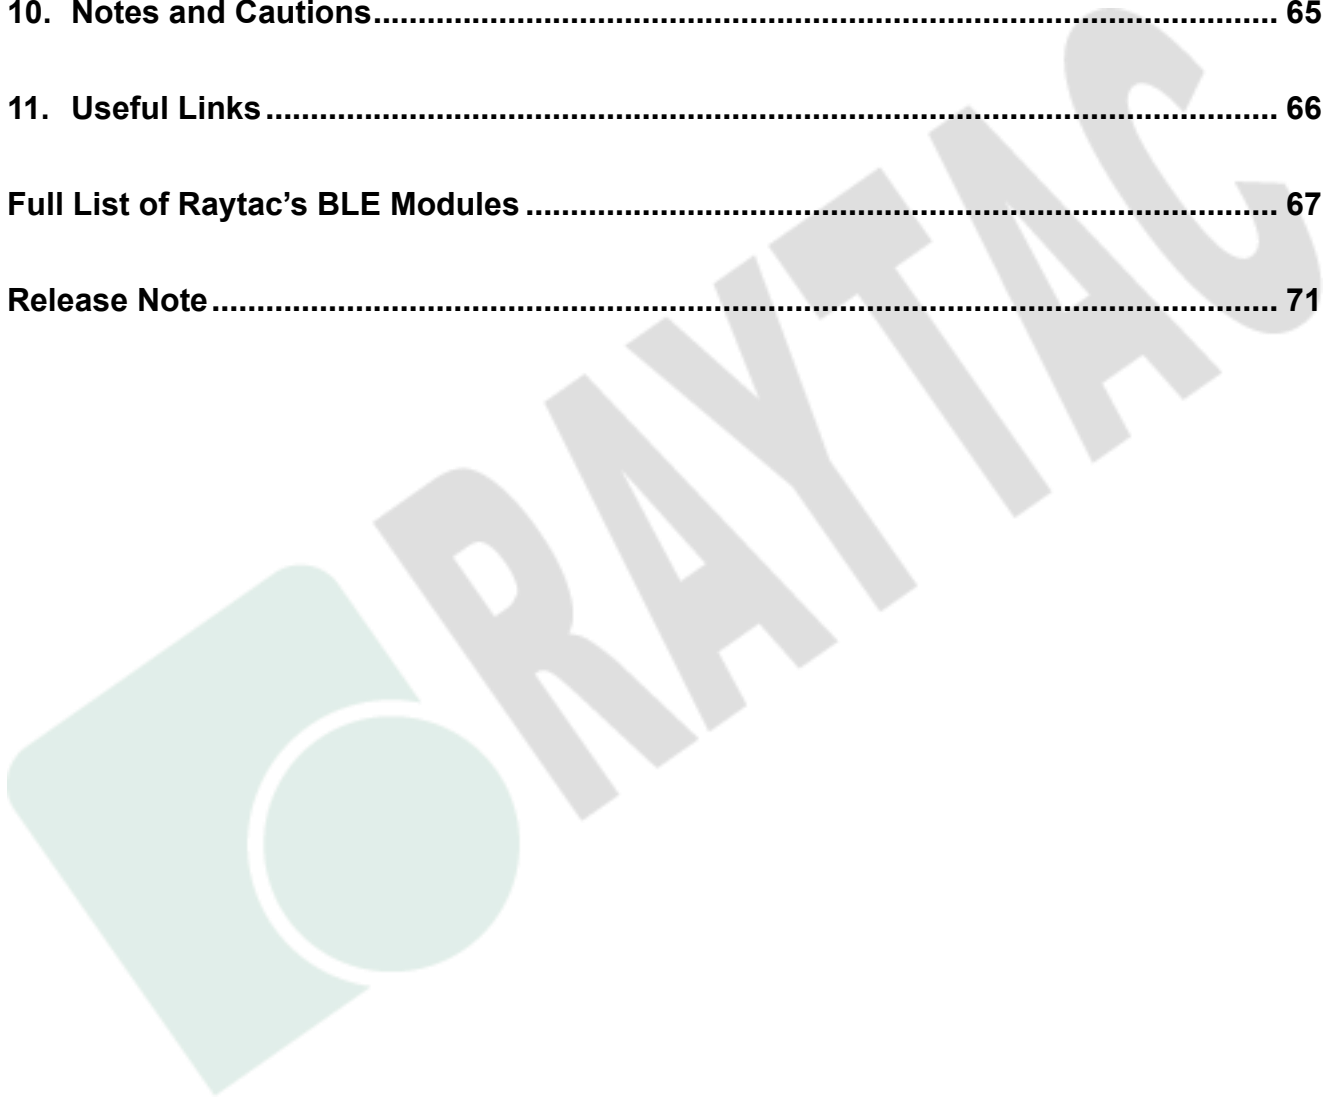 10. Notes and Cautions........................................................................................................ 65
11. Useful Links..................................................................................................................... 66
Full List of Raytac’s BLE Modules...................................................................................... 67
Release Note........................................................................................................................... 71
RAYTAC